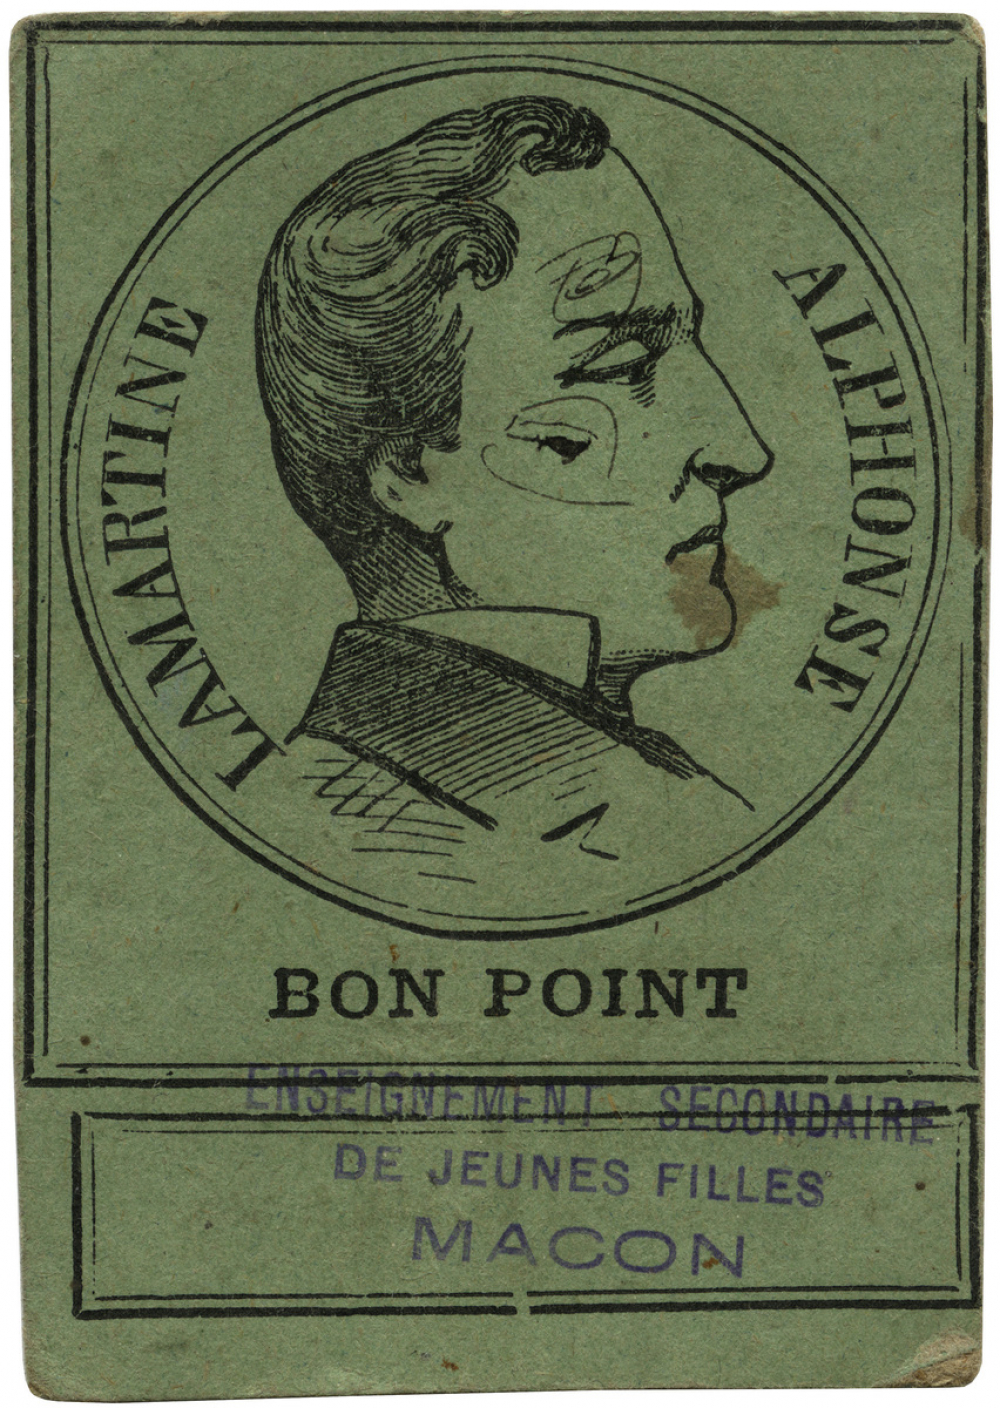 LAMARTINE
ALPHONSE
BON POINT
ENSEIGNEMENT SECONDAIRE
DE JEUNES FILLES
MACON